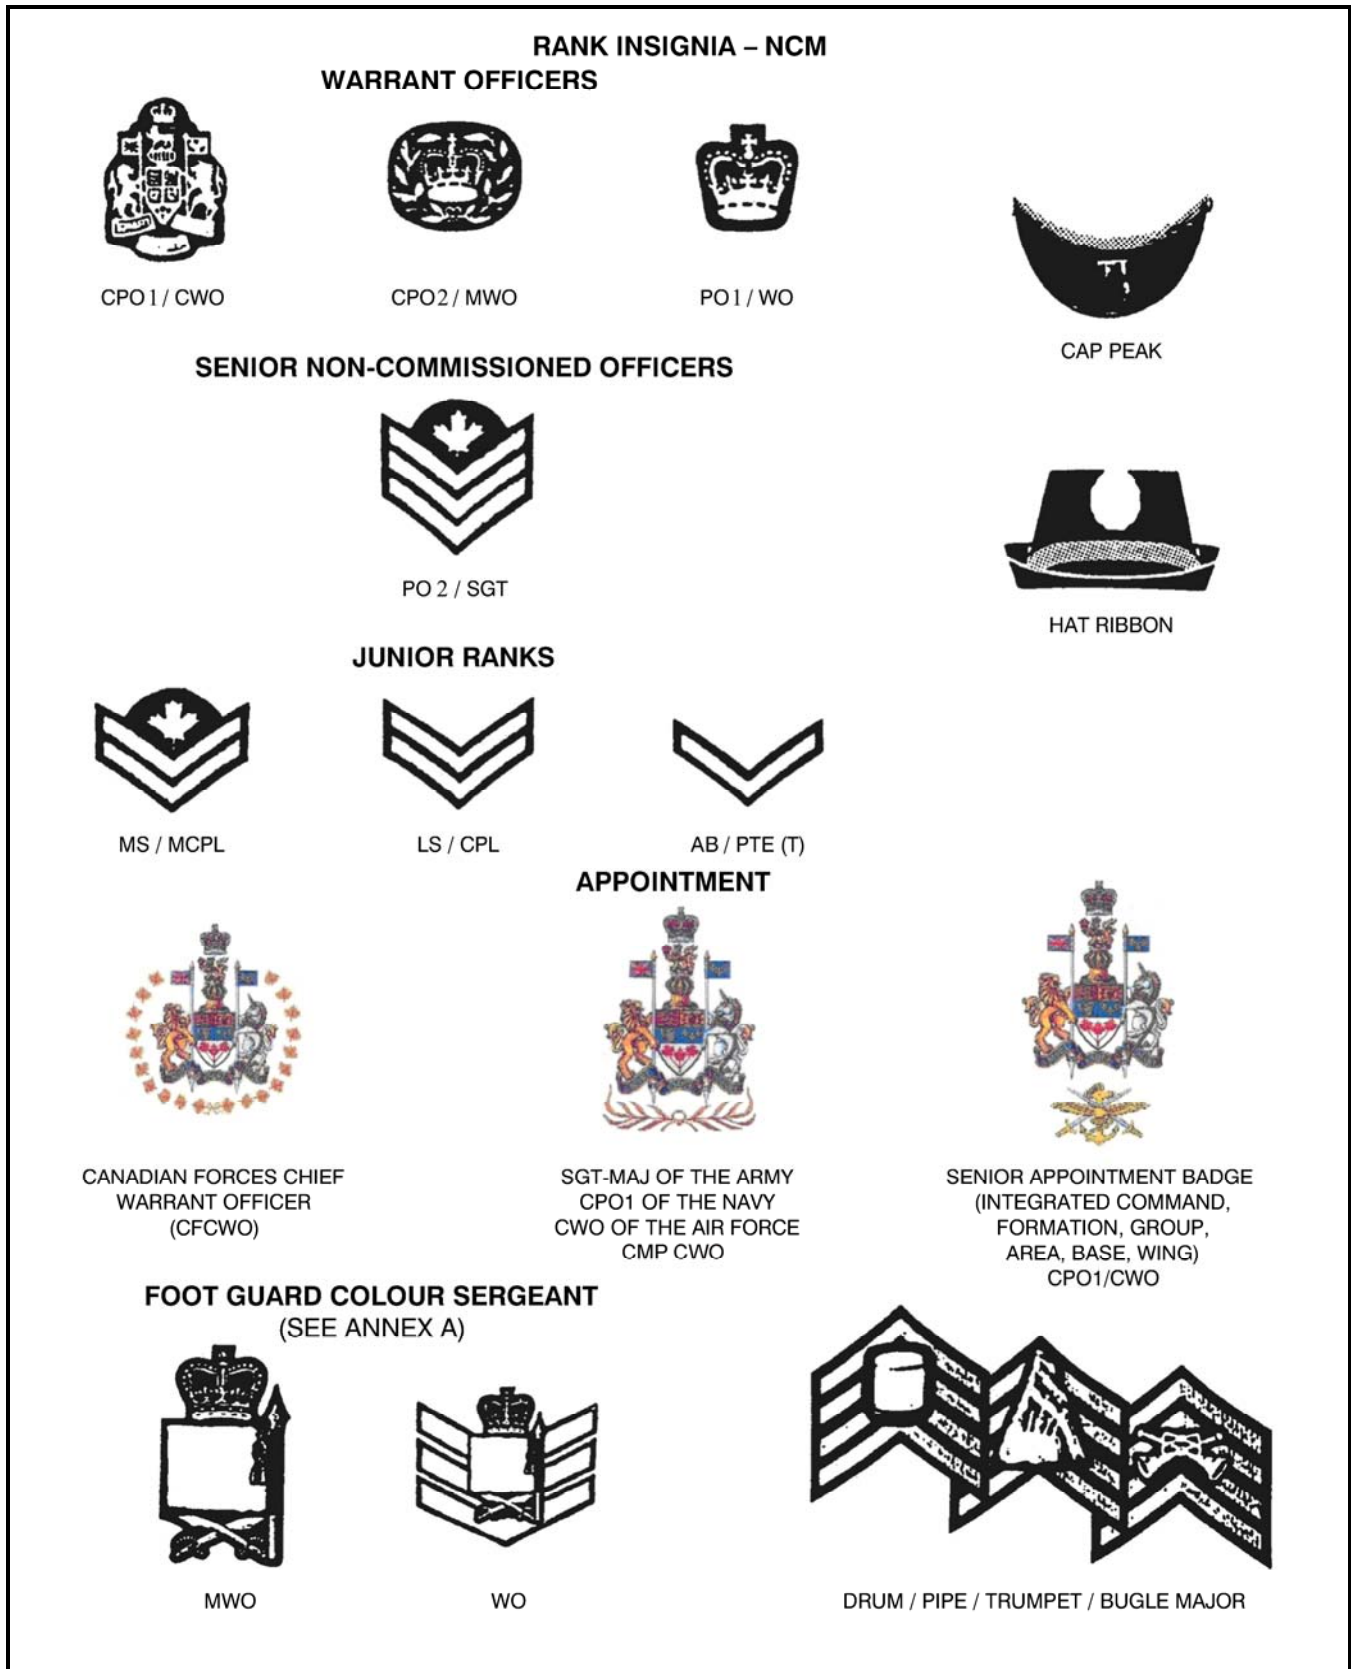 RANK INSIGNIA – NCM
WARRANT OFFICERS
CPO1 / CWO
CPO2 / MWO
PO1 / WO
CAP PEAK
SENIOR NON-COMMISSIONED OFFICERS
PO 2 / SGT
HAT RIBBON
JUNIOR RANKS
MS / MCPL
LS / CPL
AB / PTE (T)
APPOINTMENT
CANADIAN FORCES CHIEF
WARRANT OFFICER
(CFCWO)
SGT-MAJ OF THE ARMY
CPO1 OF THE NAVY
CWO OF THE AIR FORCE
CMP CWO
SENIOR APPOINTMENT BADGE
(INTEGRATED COMMAND,
FORMATION, GROUP,
AREA, BASE, WING)
CPO1/CWO
FOOT GUARD COLOUR SERGEANT
(SEE ANNEX A)
MWO
WO
DRUM / PIPE / TRUMPET / BUGLE MAJOR